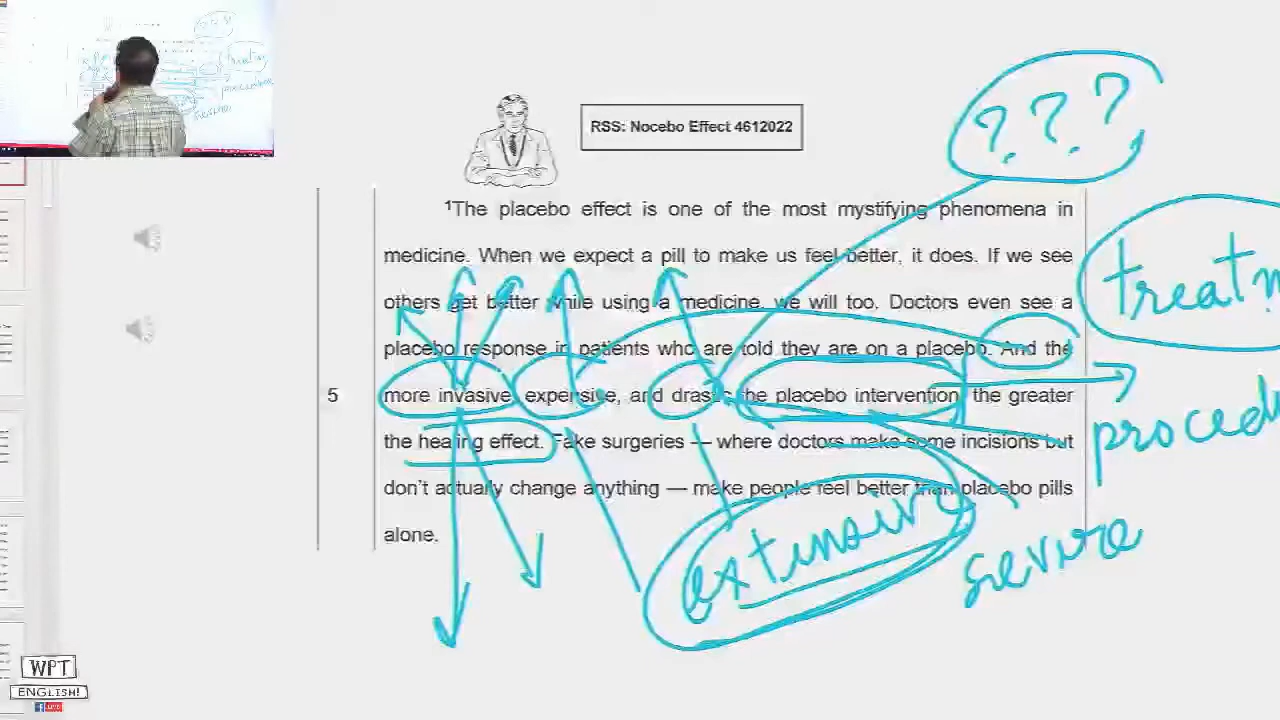 ? ? ?
RSS: Nocebo Effect 4612022
¹The placebo effect is one of the most mystifying phenomena in
medicine. When we expect a pill to make us feel better, it does. If we see
treatm
others get better while using a medicine, we will too. Doctors even see a
placebo response in patients who are told they are on a placebo. And the
5 more invasive, expensive, and drastic the placebo intervention, the greater
proced
the healing effect. Fake surgeries — where doctors make some incisions but
don't actually change anything — make people feel better than placebo pills
alone.
extensive
severe
WPT
ENGLISH!